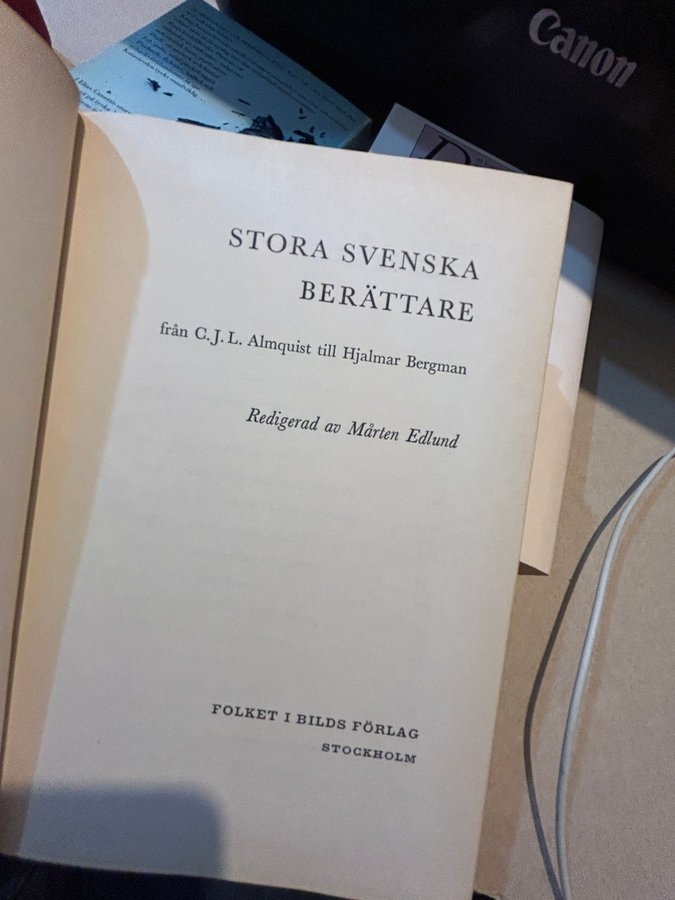 Canon
STORA SVENSKA
BERÄTTARE
från C. J. L. Almquist till Hjalmar Bergman
Redigerad av Mårten Edlund
FOLKET I BILDS FÖRLAG
STOCKHOLM